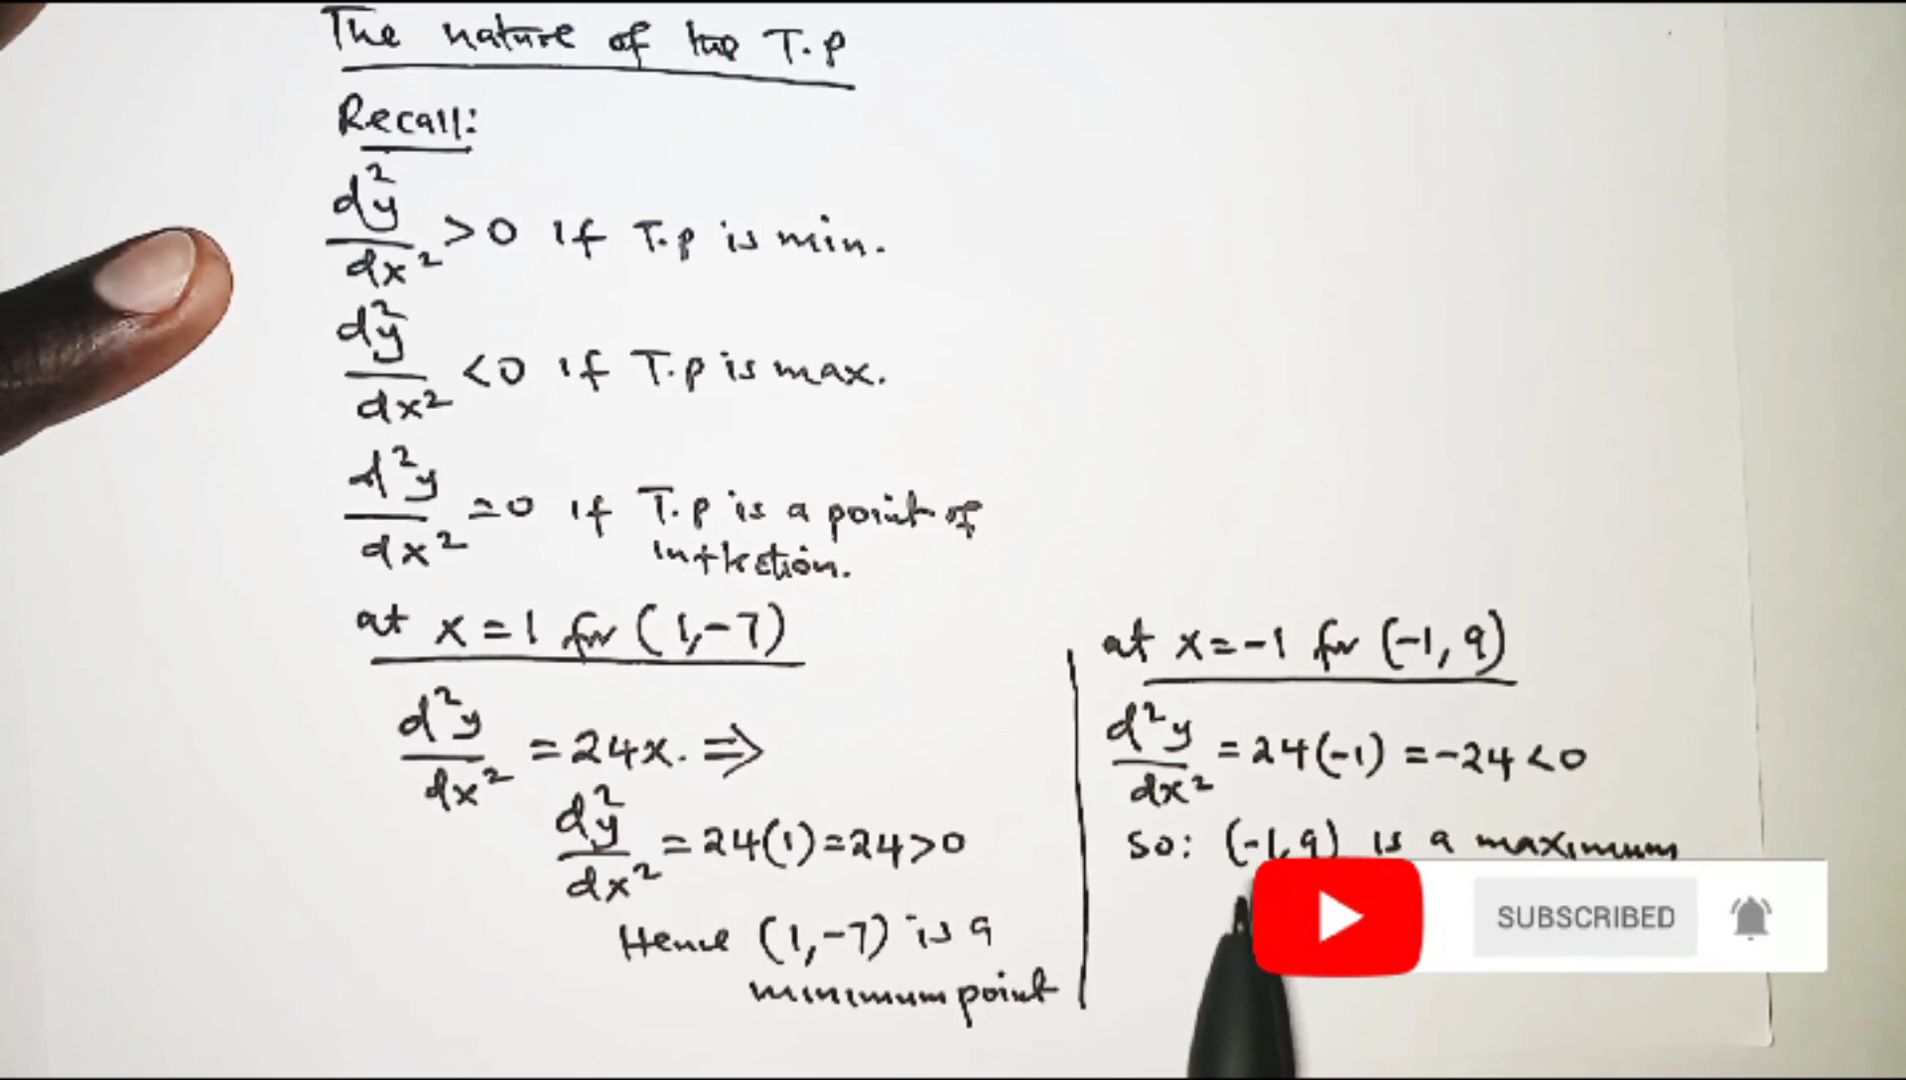 The nature of the T.P
Recall:
d²y/dx² >0 if T.p is min.
d²y/dx² <0 if T.p is max.
d²y/dx² =0 if T.p is a point of
inflection.
at x=1 for (1,-7)
d²y/dx² = 24x. ⇒
d²y/dx² = 24(1)=24>0
Hence (1,-7) is a
minimum point
at x=-1 for (-1, 9)
d²y/dx² = 24(-1) = -24<0
So: (-1,9) is a maximum
SUBSCRIBED